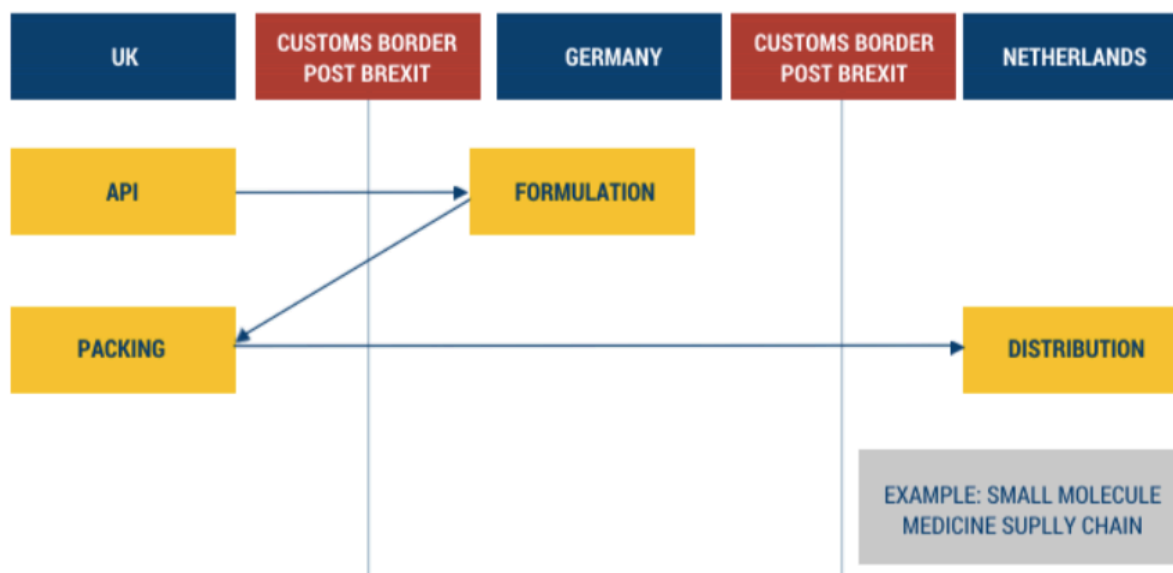 UK
CUSTOMS BORDER
POST BREXIT
GERMANY
CUSTOMS BORDER
POST BREXIT
NETHERLANDS
API
FORMULATION
PACKING
DISTRIBUTION
EXAMPLE: SMALL MOLECULE
MEDICINE SUPLLY CHAIN